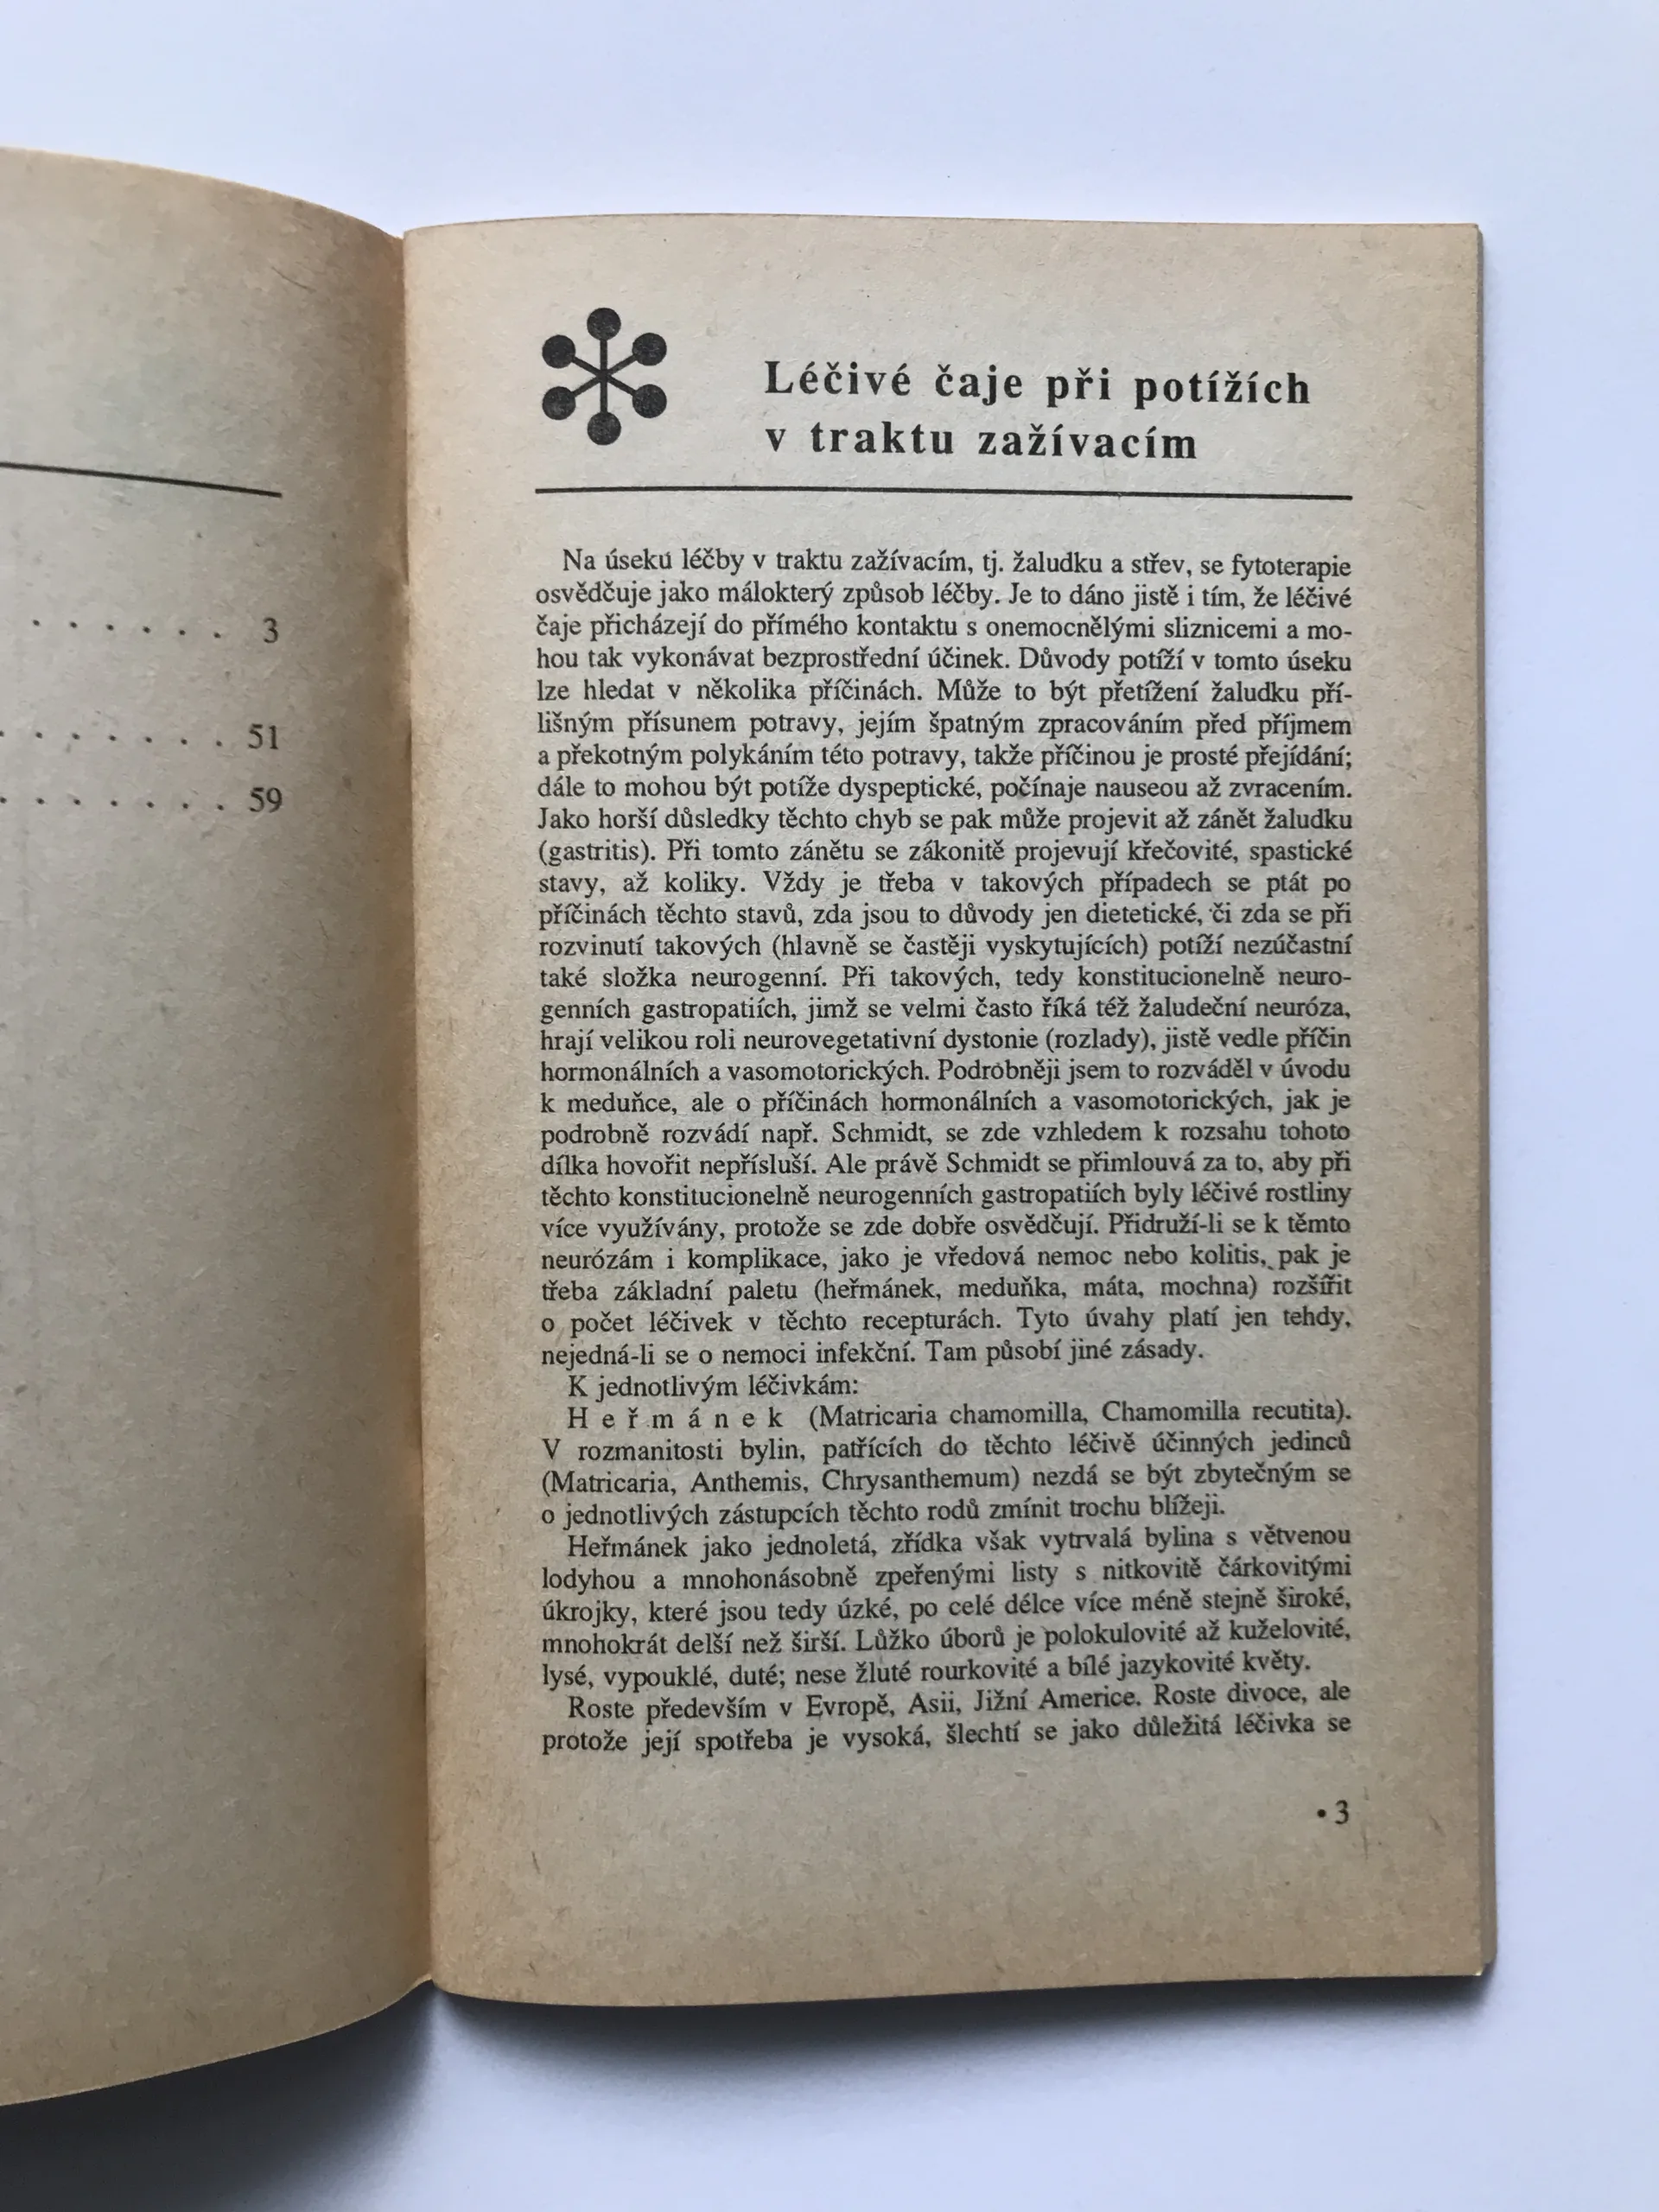 . . . . . . 3
. . . . . . . 51
. . . . . . . 59
Léčivé čaje při potížích
v traktu zažívacím
Na úseku léčby v traktu zažívacím, tj. žaludku a střev, se fytoterapie
osvědčuje jako málokterý způsob léčby. Je to dáno jistě i tím, že léčivé
čaje přicházejí do přímého kontaktu s onemocnělými sliznicemi a mo-
hou tak vykonávat bezprostřední účinek. Důvody potíží v tomto úseku
lze hledat v několika příčinách. Může to být přetížení žaludku pří-
lišným přísunem potravy, jejím špatným zpracováním před příjmem
a překotným polykáním této potravy, takže příčinou je prosté přejídání;
dále to mohou být potíže dyspeptické, počínaje nauseou až zvracením.
Jako horší důsledky těchto chyb se pak může projevit až zánět žaludku
(gastritis). Při tomto zánětu se zákonitě projevují křečovité, spastické
stavy, až koliky. Vždy je třeba v takových případech se ptát po
příčinách těchto stavů, zda jsou to důvody jen dietetické, či zda se při
rozvinutí takových (hlavně se častěji vyskytujících) potíží nezúčastní
také složka neurogenní. Při takových, tedy konstitucionelně neuro-
genních gastropatiích, jimž se velmi často říká též žaludeční neuróza,
hrají velikou roli neurovegetativní dystonie (rozlady), jistě vedle příčin
hormonálních a vasomotorických. Podrobněji jsem to rozváděl v úvodu
k meduňce, ale o příčinách hormonálních a vasomotorických, jak je
podrobně rozvádí např. Schmidt, se zde vzhledem k rozsahu tohoto
dílka hovořit nepřísluší. Ale právě Schmidt se přimlouvá za to, aby při
těchto konstitucionelně neurogenních gastropatiích byly léčivé rostliny
více využívány, protože se zde dobře osvědčují. Přidruží-li se k těmto
neurózám i komplikace, jako je vředová nemoc nebo kolitis, pak je
třeba základní paletu (heřmánek, meduňka, máta, mochna) rozšířit
o počet léčivek v těchto recepturách. Tyto úvahy platí jen tehdy,
nejedná-li se o nemoci infekční. Tam působí jiné zásady.
K jednotlivým léčivkám:
H e ř m á n e k (Matricaria chamomilla, Chamomilla recutita).
V rozmanitosti bylin, patřících do těchto léčivě účinných jedinců
(Matricaria, Anthemis, Chrysanthemum) nezdá se být zbytečným se
o jednotlivých zástupcích těchto rodů zmínit trochu blížeji.
Heřmánek jako jednoletá, zřídka však vytrvalá bylina s větvenou
lodyhou a mnohonásobně zpeřenými listy s nitkovitě čárkovitými
úkrojky, které jsou tedy úzké, po celé délce více méně stejně široké,
mnohokrát delší než širší. Lůžko úborů je polokulovité až kuželovité,
lysé, vypouklé, duté; nese žluté rourkovité a bílé jazykovité květy.
Roste především v Evropě, Asii, Jižní Americe. Roste divoce, ale
protože její spotřeba je vysoká, šlechtí se jako důležitá léčivka se
• 3